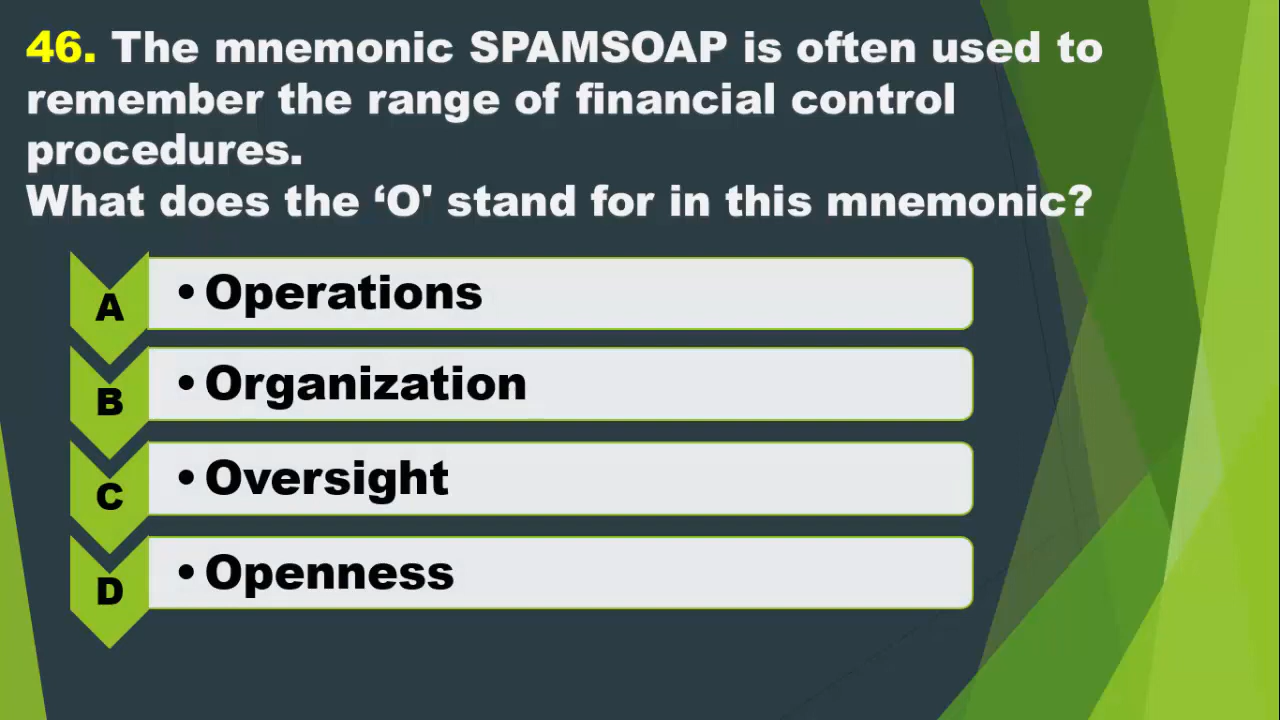 46. The mnemonic SPAMSOAP is often used to
remember the range of financial control
procedures.
What does the ‘O' stand for in this mnemonic?
A • Operations
B • Organization
C • Oversight
D • Openness